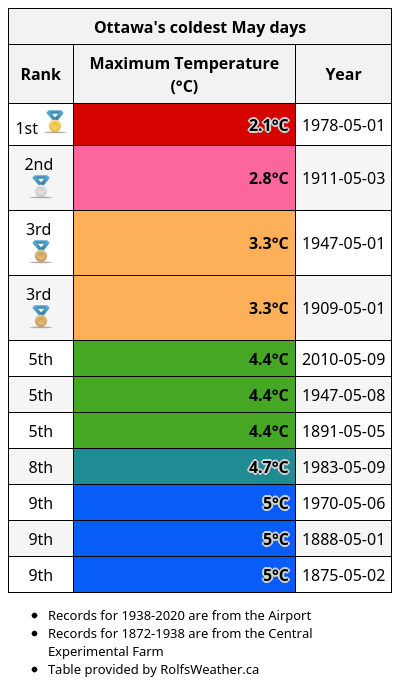 Ottawa's coldest May days
Rank Maximum Temperature (°C) Year
1st 2.1°C 1978-05-01
2nd 2.8°C 1911-05-03
3rd 3.3°C 1947-05-01
3rd 3.3°C 1909-05-01
5th 4.4°C 2010-05-09
5th 4.4°C 1947-05-08
5th 4.4°C 1891-05-05
8th 4.7°C 1983-05-09
9th 5°C 1970-05-06
9th 5°C 1888-05-01
9th 5°C 1875-05-02
• Records for 1938-2020 are from the Airport
• Records for 1872-1938 are from the Central
Experimental Farm
• Table provided by RolfsWeather.ca